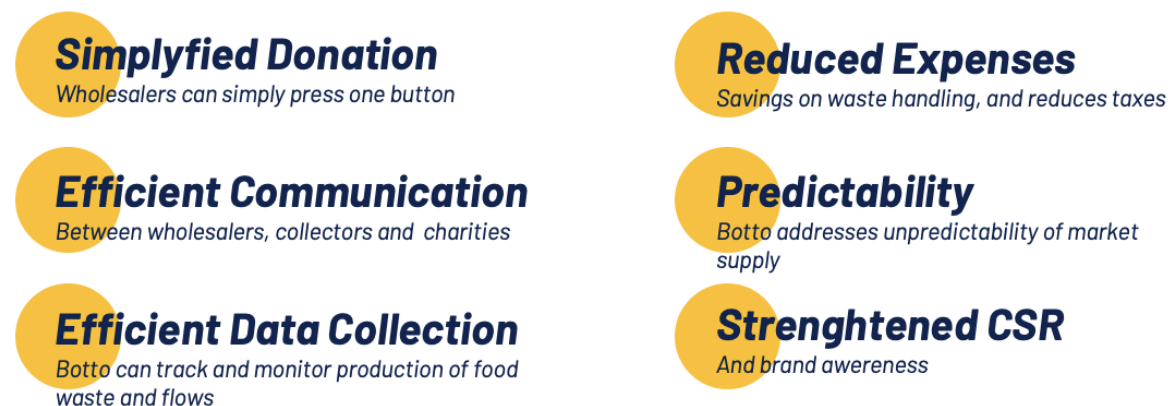 Simplyfied Donation
Wholesalers can simply press one button
Efficient Communication
Between wholesalers, collectors and  charities
Efficient Data Collection
Botto can track and monitor production of food
waste and flows
Reduced Expenses
Savings on waste handling, and reduces taxes
Predictability
Botto addresses unpredictability of market
supply
Strenghtened CSR
And brand awereness